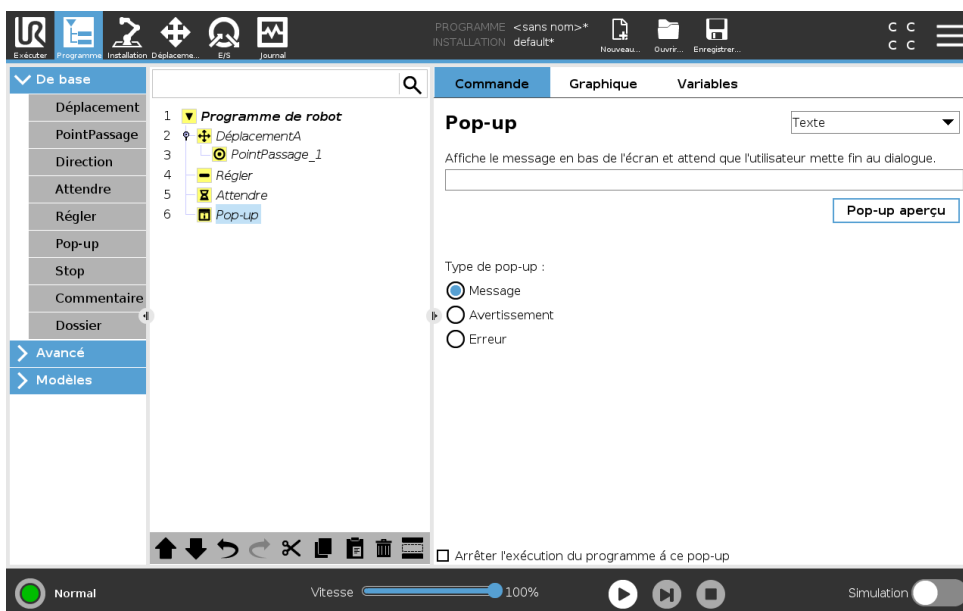 UR
PROGRAMME <sans nom>*
INSTALLATION default*
Exécuter Programme Installation Déplaceme... E/S Journal
Nouveau... Ouvrir... Enregistrer...
C C
C C
De base
Déplacement
PointPassage
Direction
Attendre
Régler
Pop-up
Stop
Commentaire
Dossier
Avancé
Modèles
1 Programme de robot
2 DéplacementA
3 PointPassage_1
4 Régler
5 Attendre
6 Pop-up
Commande Graphique Variables
Pop-up
Texte
Affiche le message en bas de l'écran et attend que l'utilisateur mette fin au dialogue.
Pop-up aperçu
Type de pop-up :
Message
Avertissement
Erreur
Arrêter l'exécution du programme á ce pop-up
Normal
Vitesse 100%
Simulation